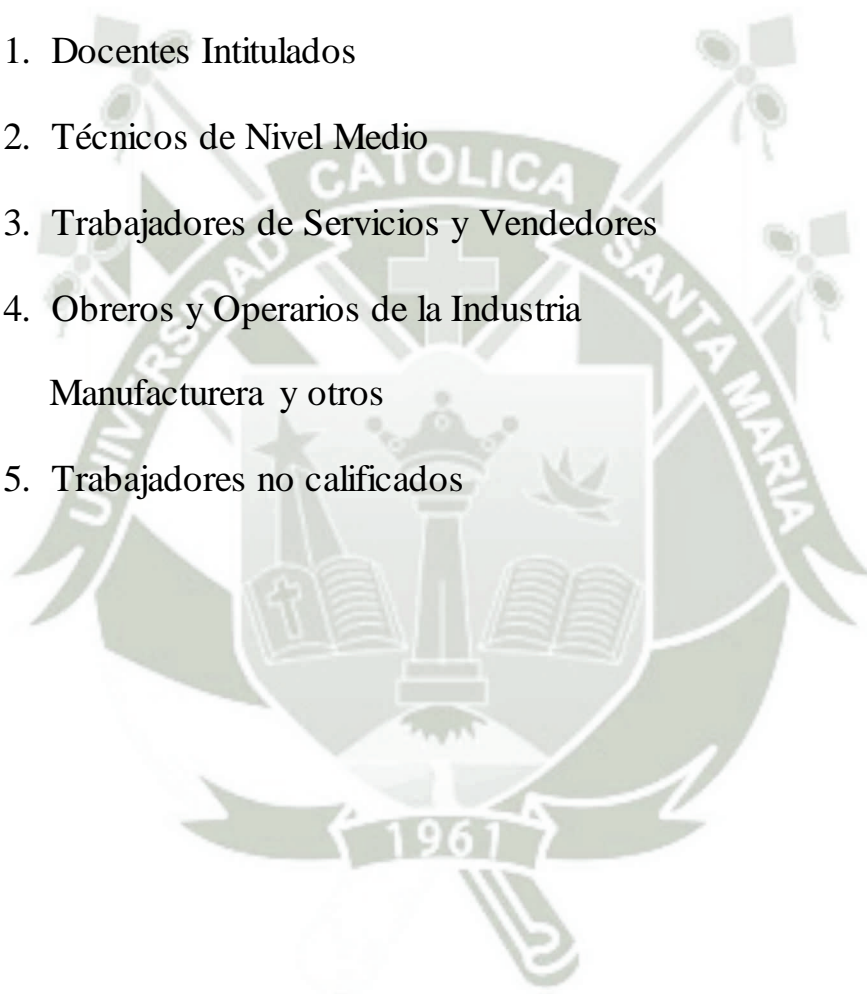 1. Docentes Intitulados
2. Técnicos de Nivel Medio
3. Trabajadores de Servicios y Vendedores
4. Obreros y Operarios de la Industria
Manufacturera y otros
5. Trabajadores no calificados
UNIVERSIDAD CATOLICA SANTA MARIA
1961